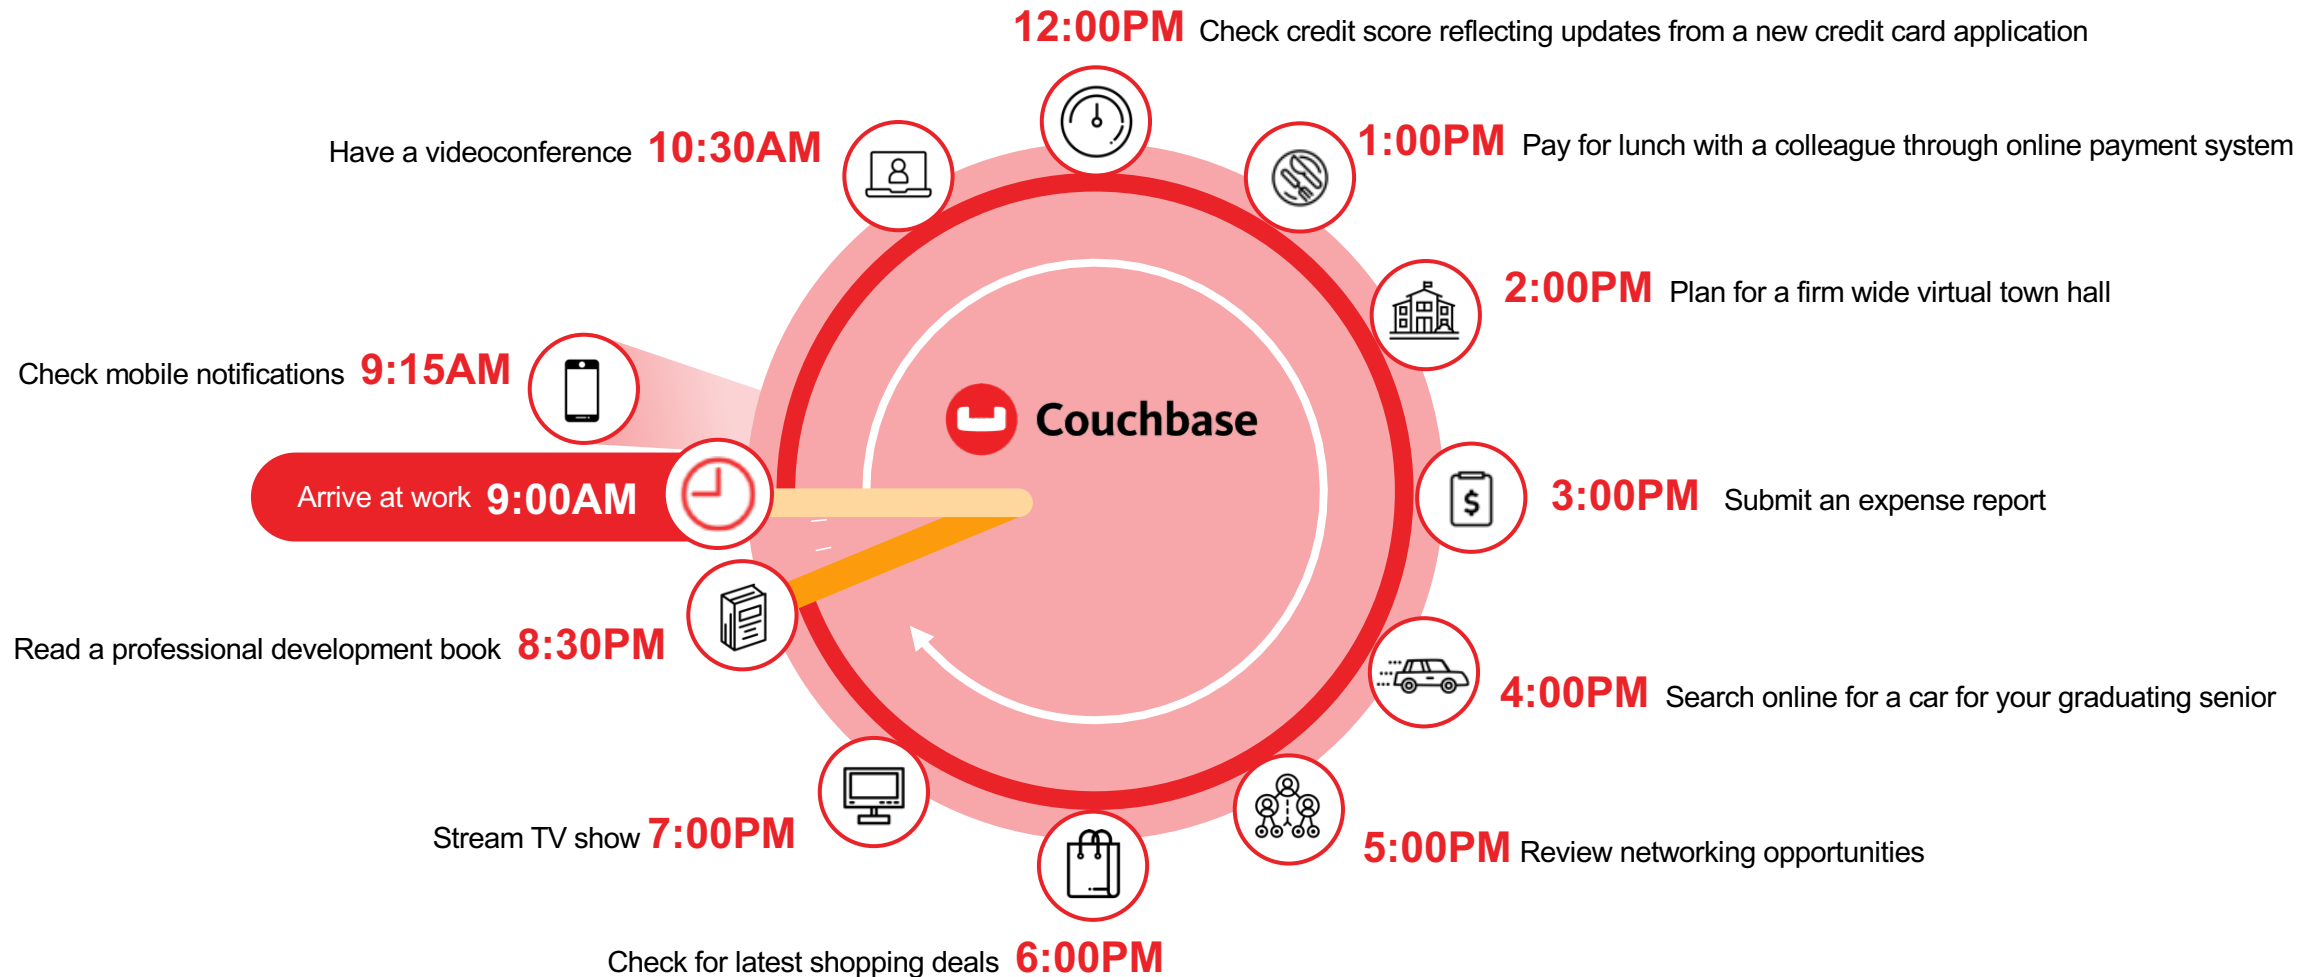 12:00PM Check credit score reflecting updates from a new credit card application
Have a videoconference 10:30AM
1:00PM Pay for lunch with a colleague through online payment system
2:00PM Plan for a firm wide virtual town hall
Check mobile notifications 9:15AM
Couchbase
Arrive at work 9:00AM
3:00PM Submit an expense report
Read a professional development book 8:30PM
4:00PM Search online for a car for your graduating senior
Stream TV show 7:00PM
5:00PM Review networking opportunities
Check for latest shopping deals 6:00PM